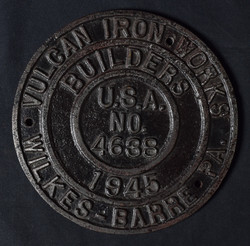 VULCAN IRON WORKS
BUILDERS
U.S.A.
NO.
4638
1945
WILKES-BARRE PA.